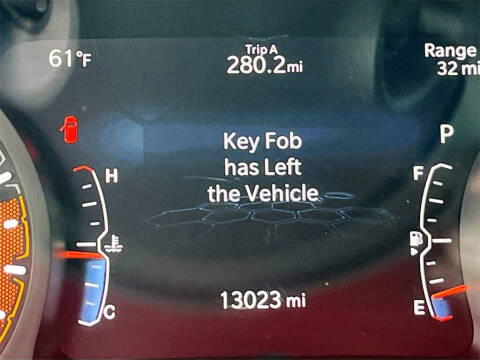 61°F
Trip A
280.2mi
Range
32 mi
Key Fob
has Left
the Vehicle
P
H
F
C
E
13023 mi